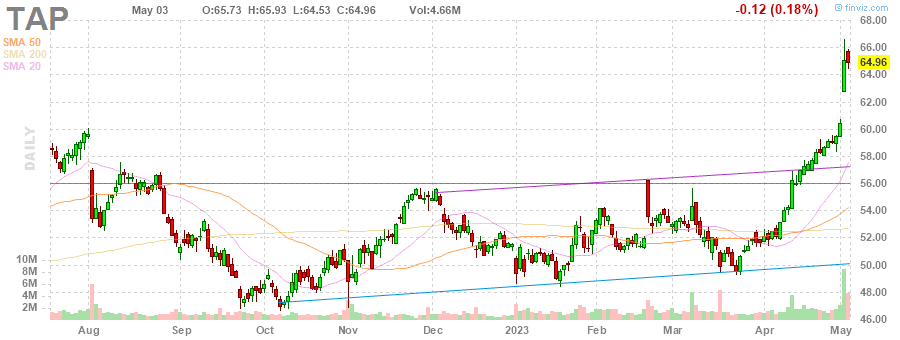 TAP May 03 O:65.73 H:65.93 L:64.53 C:64.96 Vol:4.66M -0.12 (0.18%) © finviz.com
SMA 50
SMA 200
SMA 20
DAILY
68.00
66.00
64.96
64.00
62.00
60.00
58.00
56.00
54.00
52.00
50.00
48.00
46.00
10M
8M
6M
4M
2M
Aug Sep Oct Nov Dec 2023 Feb Mar Apr May